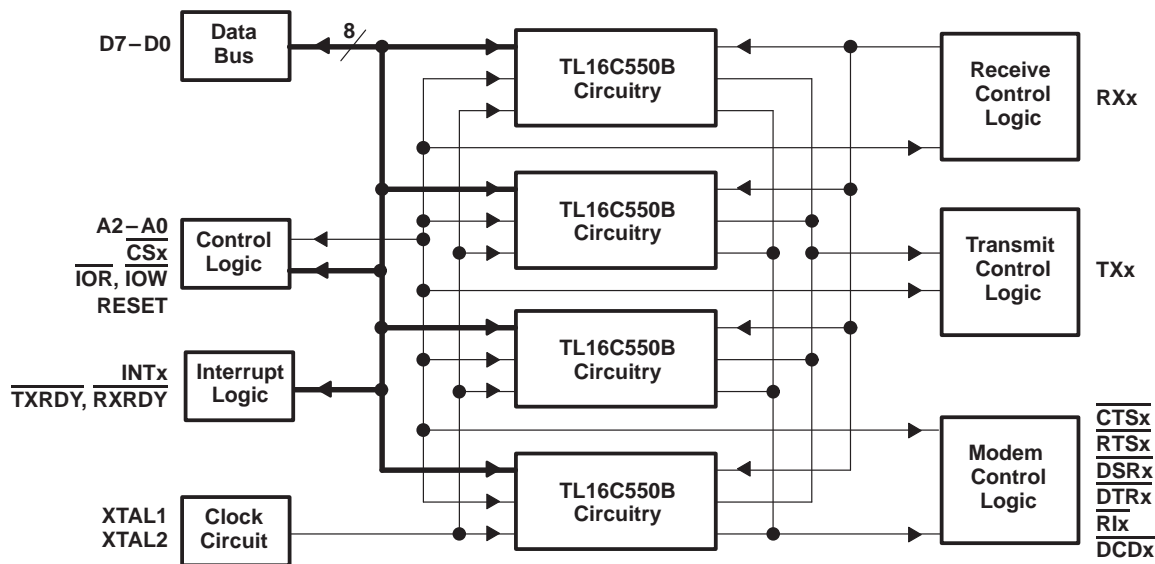 D7–D0
Data
Bus
8
TL16C550B
Circuitry
Receive
Control
Logic
RXx
A2–A0
CSx
IOR, IOW
RESET
Control
Logic
TL16C550B
Circuitry
Transmit
Control
Logic
TXx
INTx
TXRDY, RXRDY
Interrupt
Logic
TL16C550B
Circuitry
XTAL1
XTAL2
Clock
Circuit
TL16C550B
Circuitry
Modem
Control
Logic
CTSx
RTSx
DSRx
DTRx
RIx
DCDx